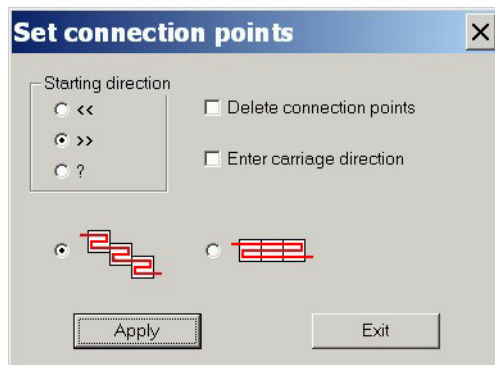 Set connection points
Starting direction
<<
>>
?
Delete connection points
Enter carriage direction
Apply
Exit